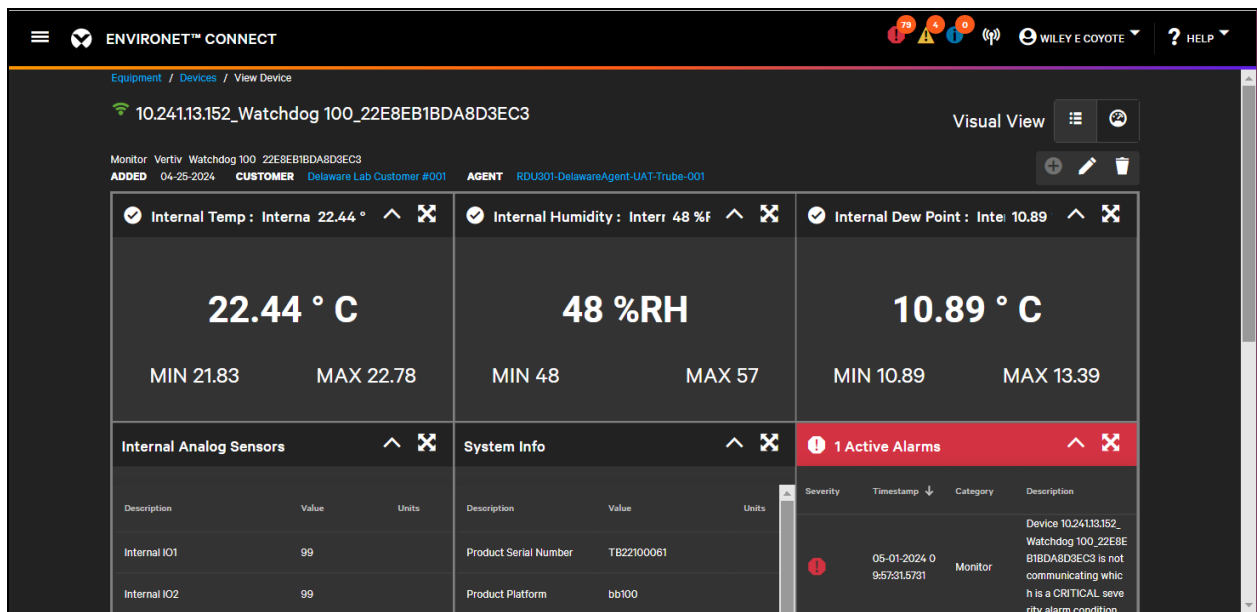 79 4 0
ENVIRONET™ CONNECT WILEY E COYOTE ? HELP
Equipment / Devices / View Device
10.241.13.152_Watchdog 100_22E8EB1BDA8D3EC3
Visual View
Monitor Vertiv Watchdog 100 22E8EB1BDA8D3EC3
ADDED 04-25-2024 CUSTOMER Delaware Lab Customer #001 AGENT RDU301-DelawareAgent-UAT-Trube-001
Internal Temp : Interna 22.44 °
22.44 ° C
MIN 21.83 MAX 22.78
Internal Humidity : Interr 48 %F
48 %RH
MIN 48 MAX 57
Internal Dew Point : Inte 10.89
10.89 ° C
MIN 10.89 MAX 13.39
Internal Analog Sensors
Description Value Units
Internal IO1 99
Internal IO2 99
System Info
Description Value Units
Product Serial Number TB22100061
Product Platform bb100
1 Active Alarms
Severity Timestamp ↓ Category Description
05-01-2024 0
9:57:31.5731
Monitor
Device 10.241.13.152_
Watchdog 100_22E8E
B1BDA8D3EC3 is not
communicating whic
h is a CRITICAL seve
rity alarm condition